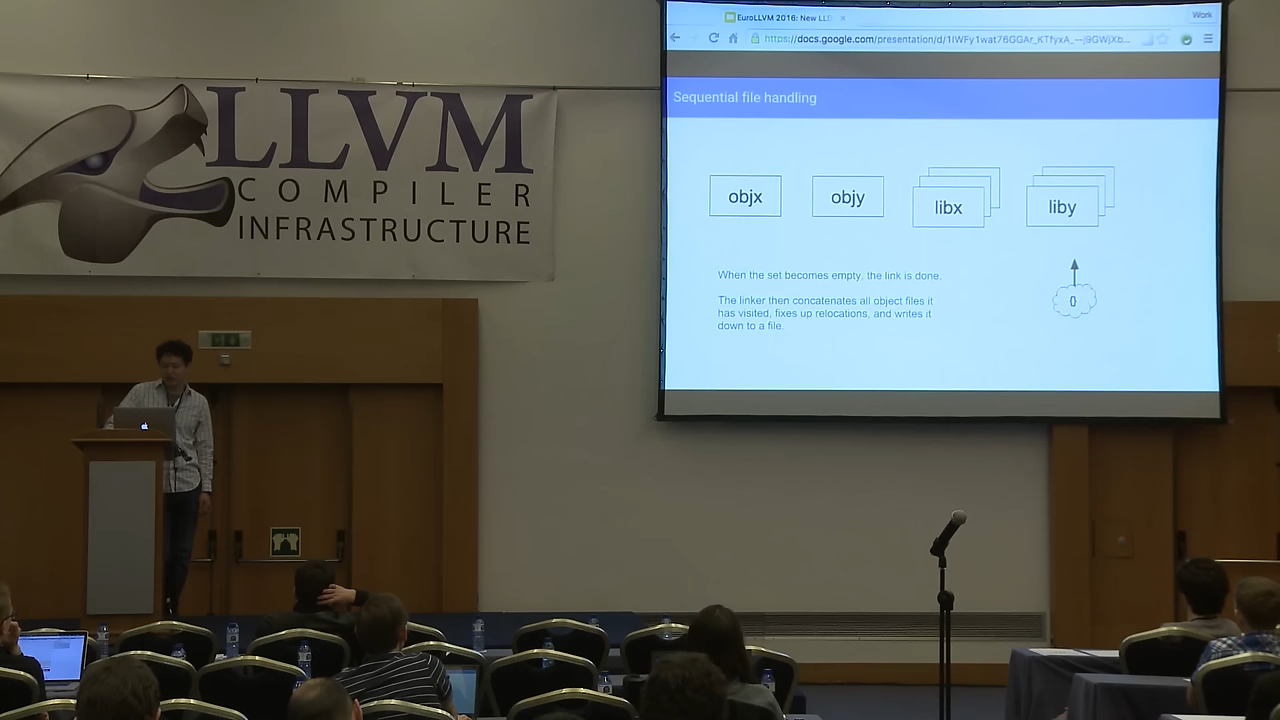 EuroLLVM 2016: New LLD
Work
Sequential file handling
objx
objy
libx
liby
When the set becomes empty, the link is done.
{}
The linker then concatenates all object files it
has visited, fixes up relocations, and writes it
down to a file.
LLVM
COMPILER
INFRASTRUCTURE